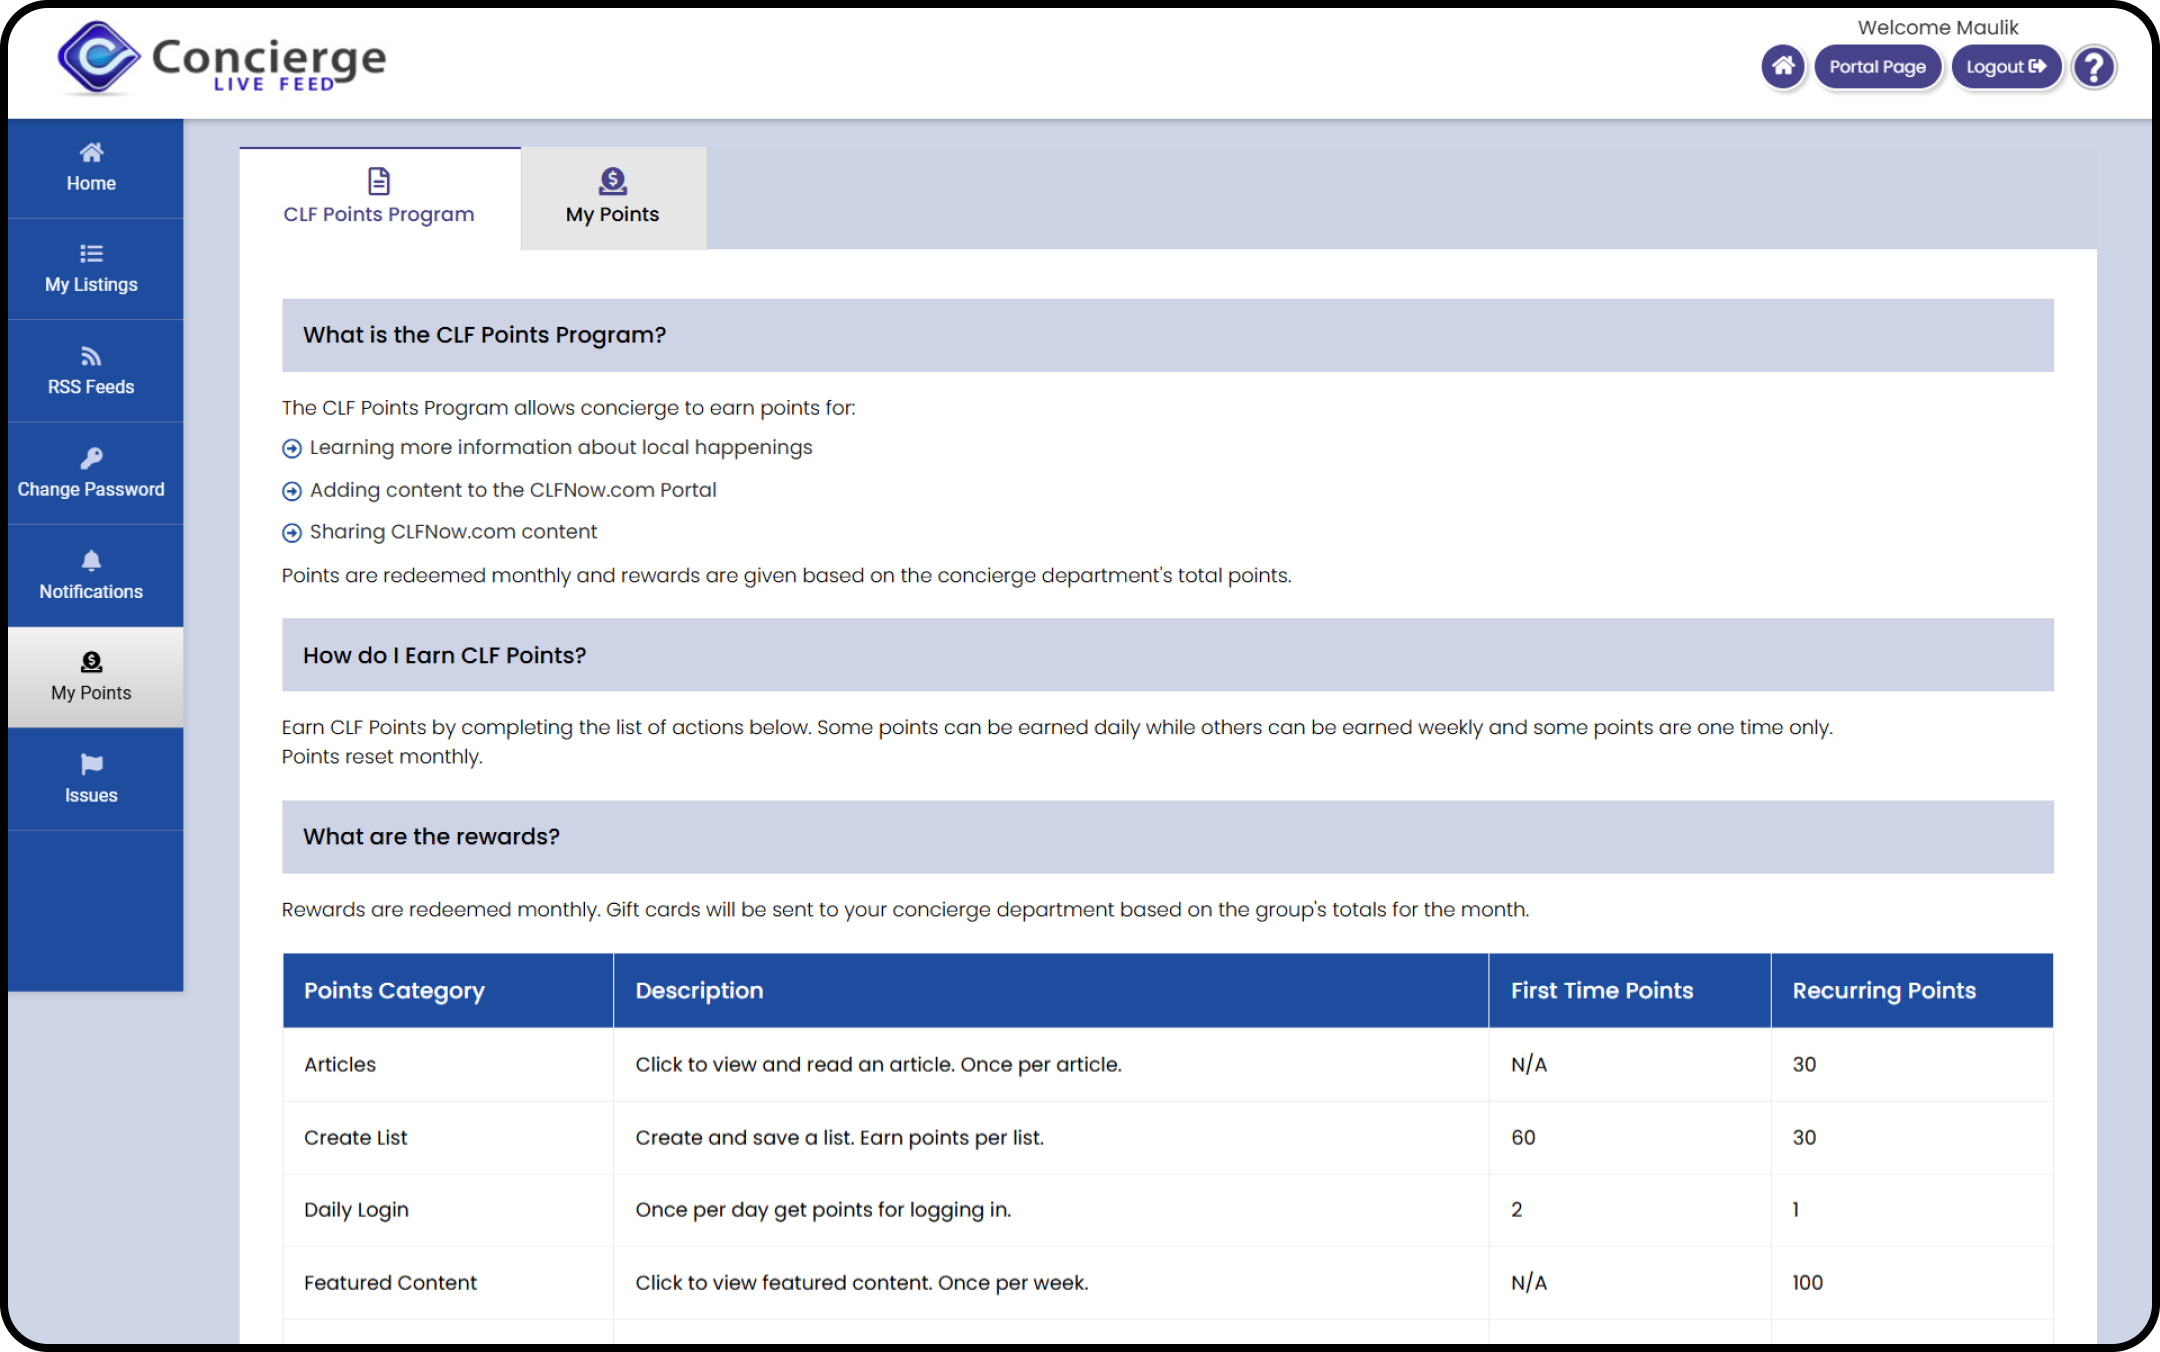 Concierge
LIVE FEED
Welcome Maulik
Portal Page
Logout
?
Home
My Listings
RSS Feeds
Change Password
Notifications
My Points
Issues
CLF Points Program
My Points
What is the CLF Points Program?
The CLF Points Program allows concierge to earn points for:
Learning more information about local happenings
Adding content to the CLFNow.com Portal
Sharing CLFNow.com content
Points are redeemed monthly and rewards are given based on the concierge department's total points.
How do I Earn CLF Points?
Earn CLF Points by completing the list of actions below. Some points can be earned daily while others can be earned weekly and some points are one time only.
Points reset monthly.
What are the rewards?
Rewards are redeemed monthly. Gift cards will be sent to your concierge department based on the group's totals for the month.
Points Category Description First Time Points Recurring Points
Articles Click to view and read an article. Once per article. N/A 30
Create List Create and save a list. Earn points per list. 60 30
Daily Login Once per day get points for logging in. 2 1
Featured Content Click to view featured content. Once per week. N/A 100